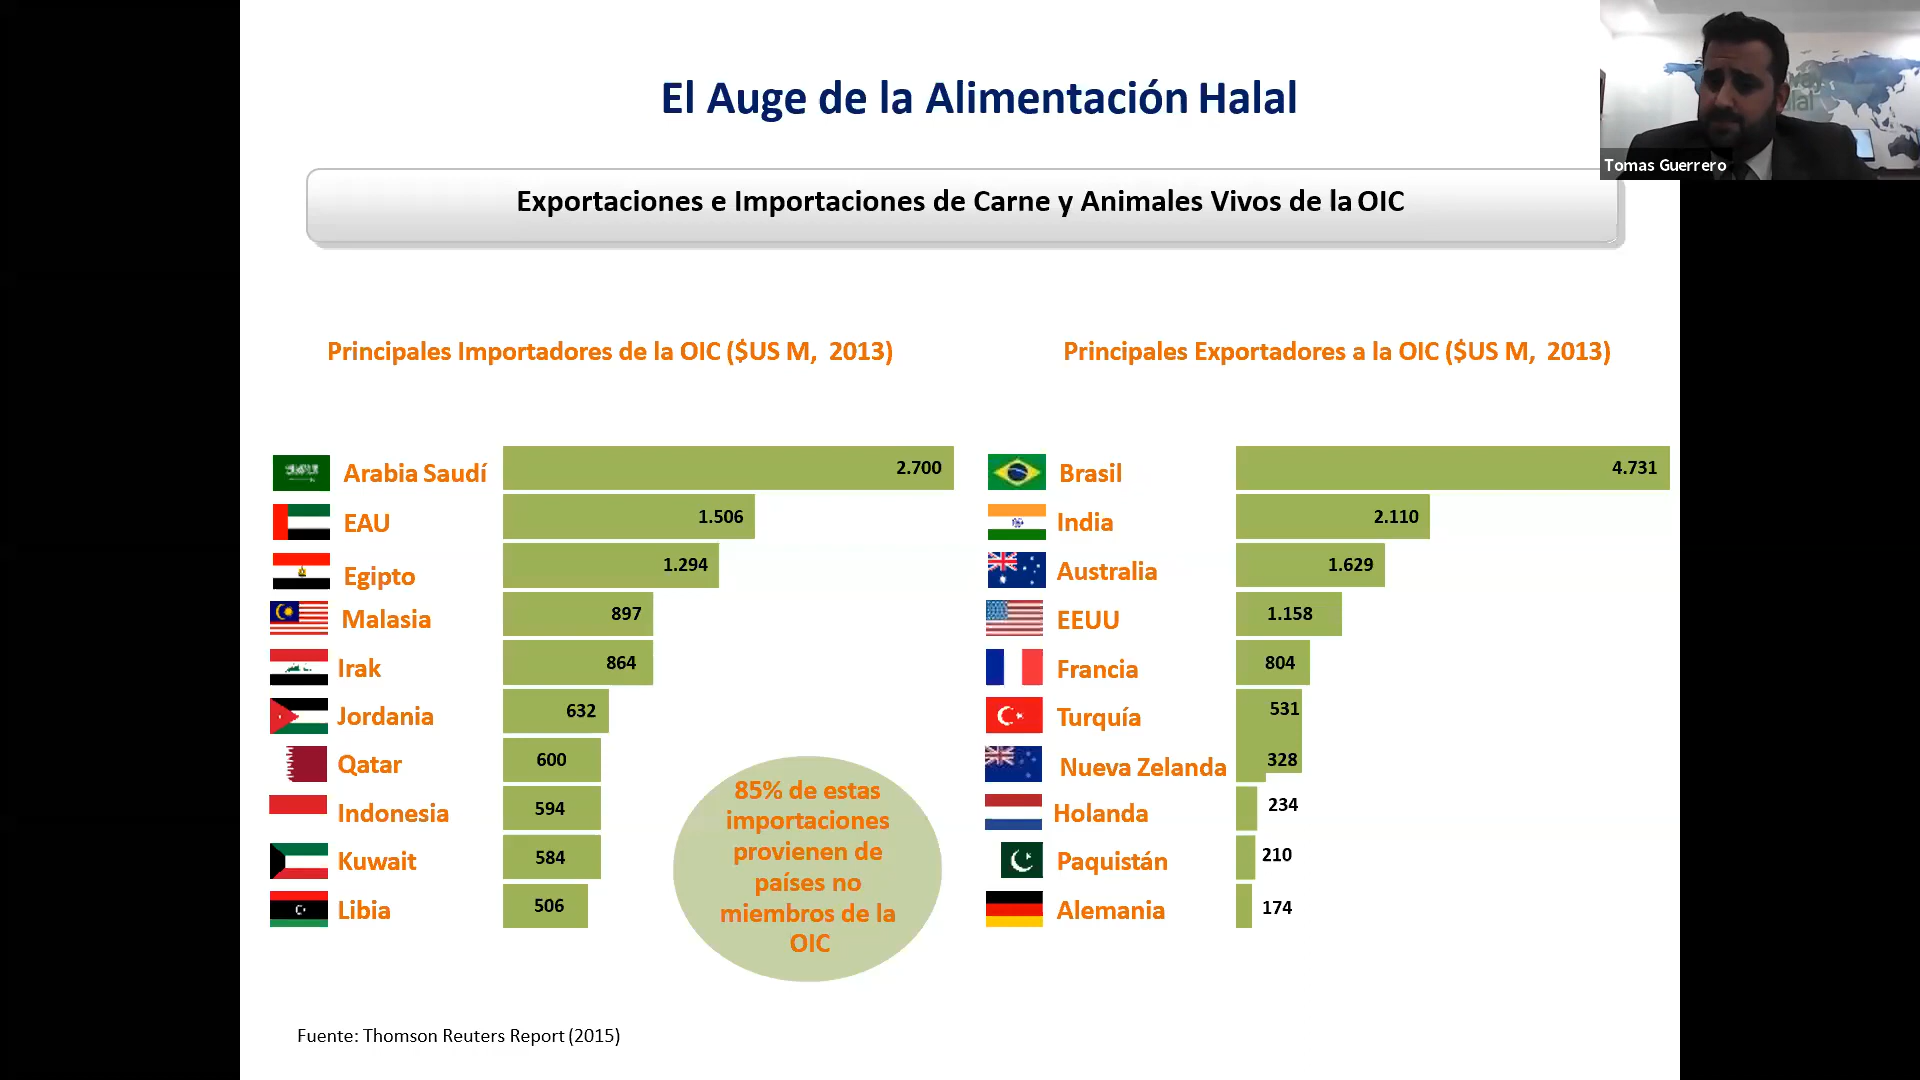 El Auge de la Alimentación Halal
Tomas Guerrero
Exportaciones e Importaciones de Carne y Animales Vivos de la OIC
Principales Importadores de la OIC ($US M, 2013)
Arabia Saudí 2.700
EAU 1.506
Egipto 1.294
Malasia 897
Irak 864
Jordania 632
Qatar 600
Indonesia 594
Kuwait 584
Libia 506
85% de estas
importaciones
provienen de
países no
miembros de la
OIC
Principales Exportadores a la OIC ($US M, 2013)
Brasil 4.731
India 2.110
Australia 1.629
EEUU 1.158
Francia 804
Turquía 531
Nueva Zelanda 328
Holanda 234
Paquistán 210
Alemania 174
Fuente: Thomson Reuters Report (2015)